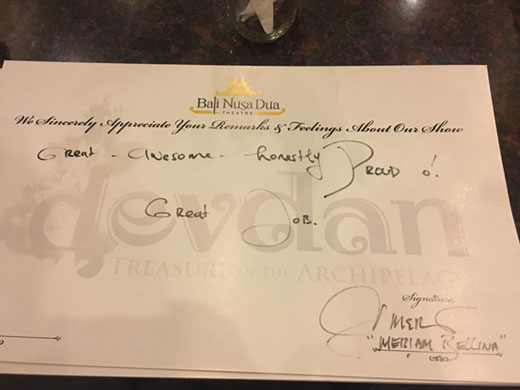 Bali Nusa Dua
THEATRE
We Sincerely Appreciate Your Remarks & Feelings About Our Show
Great - Awesome - honestly Proud o!
Great Job.
devdan
TREASURE OF THE ARCHIPELAGO
Signature,
MER
"MERIAM BELLINA"